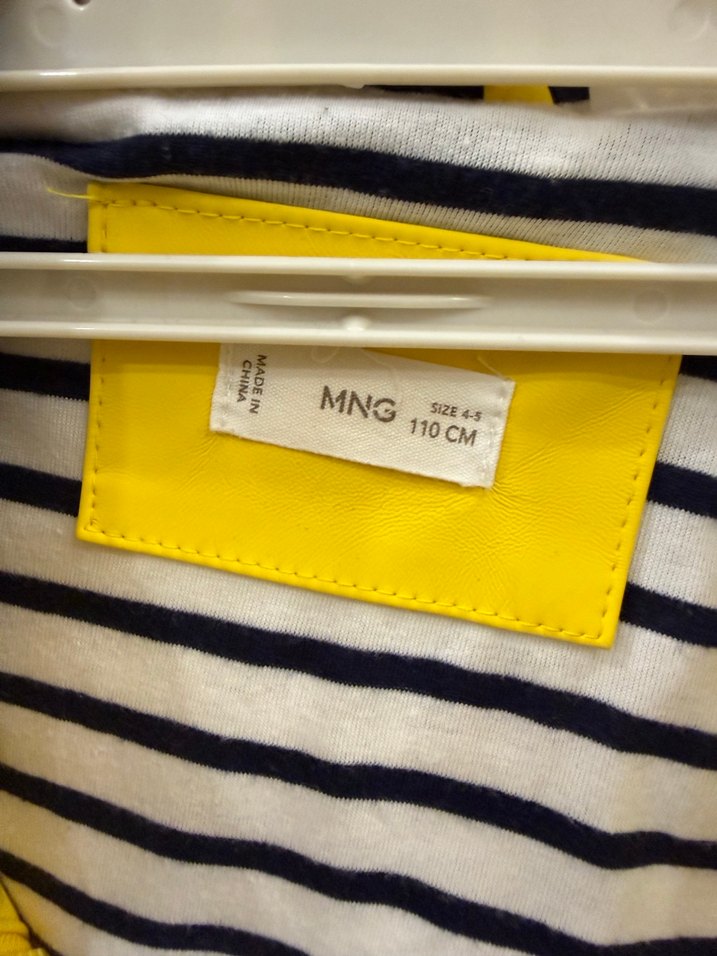 MADE IN
CHINA
MNG
SIZE 4-5
110 CM